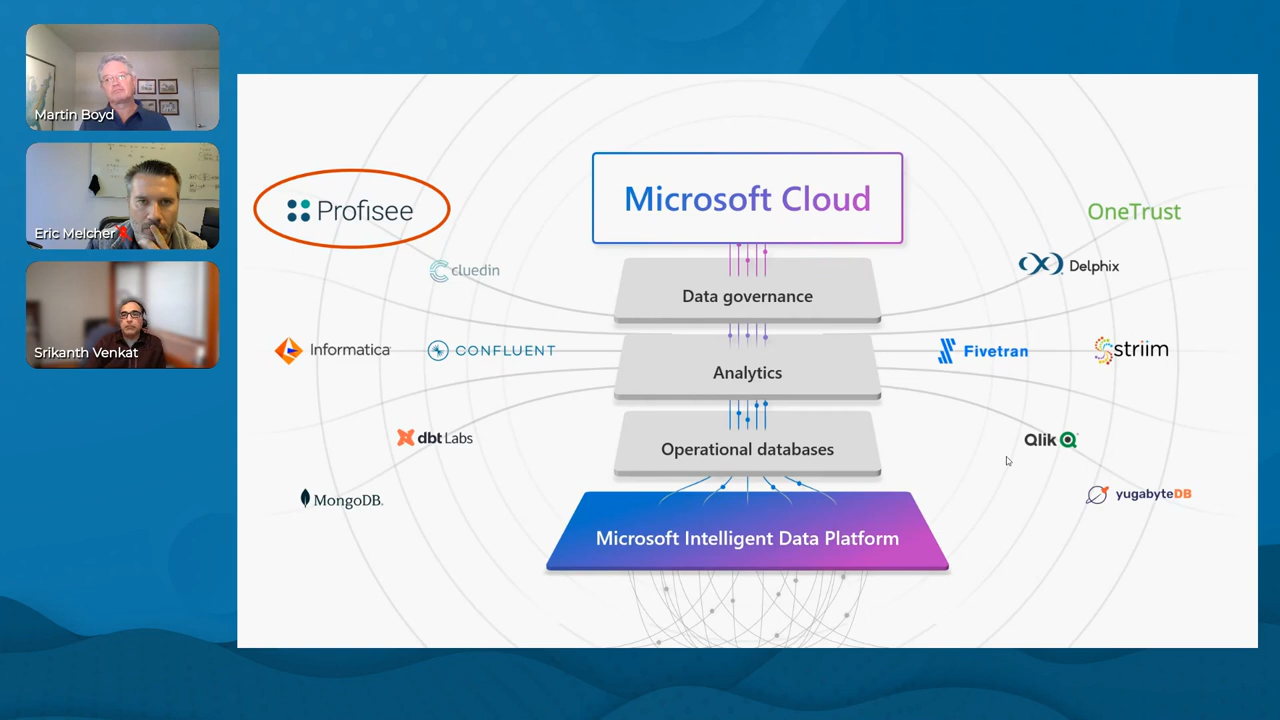 Martin Boyd
Eric Melcher
Srikanth Venkat
Microsoft Cloud
Profisee
OneTrust
cluedin
Delphix
Data governance
Informatica
CONFLUENT
Fivetran
striim
Analytics
dbt Labs
Qlik
Operational databases
MongoDB.
yugabyteDB
Microsoft Intelligent Data Platform